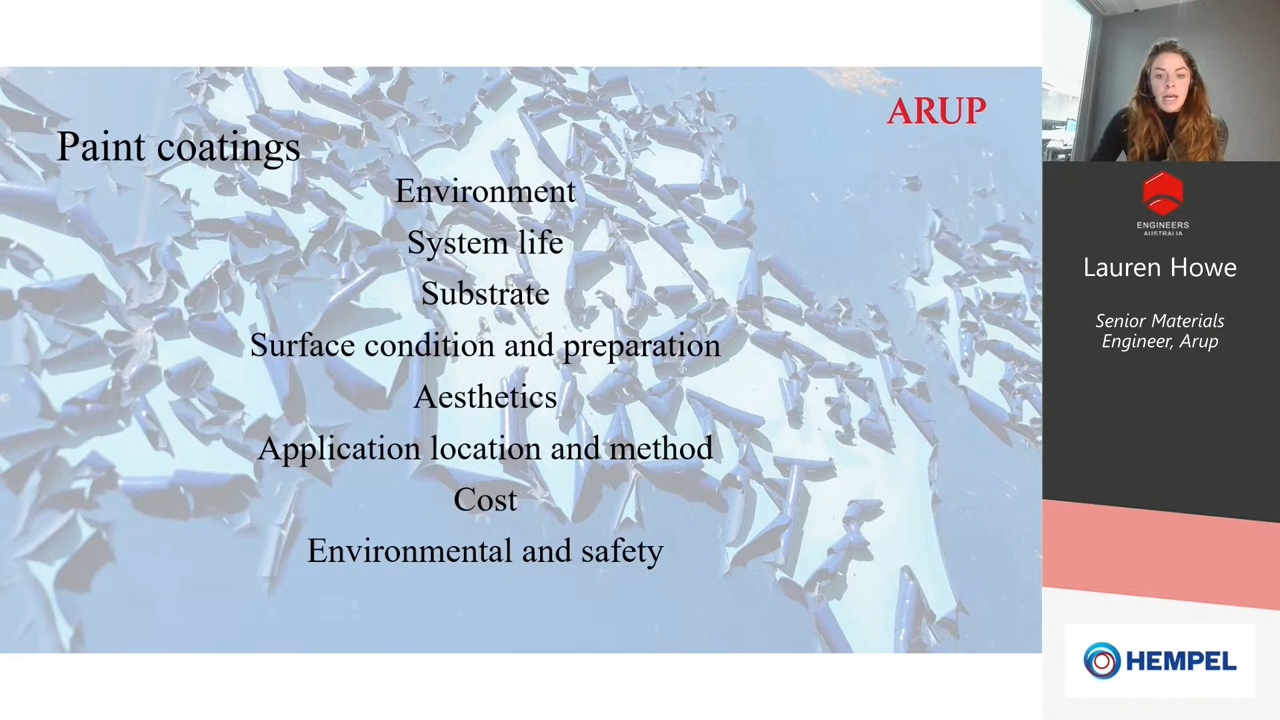 ARUP
Paint coatings
Environment
System life
Substrate
Surface condition and preparation
Aesthetics
Application location and method
Cost
Environmental and safety
ENGINEERS
AUSTRALIA
Lauren Howe
Senior Materials
Engineer, Arup
HEMPEL